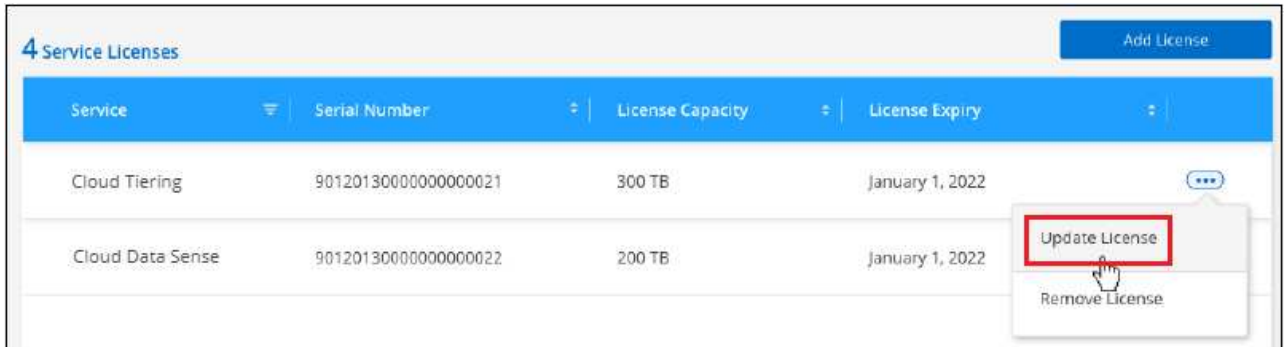 4 Service Licenses
Add License
Service Serial Number License Capacity License Expiry
Cloud Tiering 90120130000000000021 300 TB January 1, 2022
Update License
Cloud Data Sense 90120130000000000022 200 TB January 1, 2022
Remove License